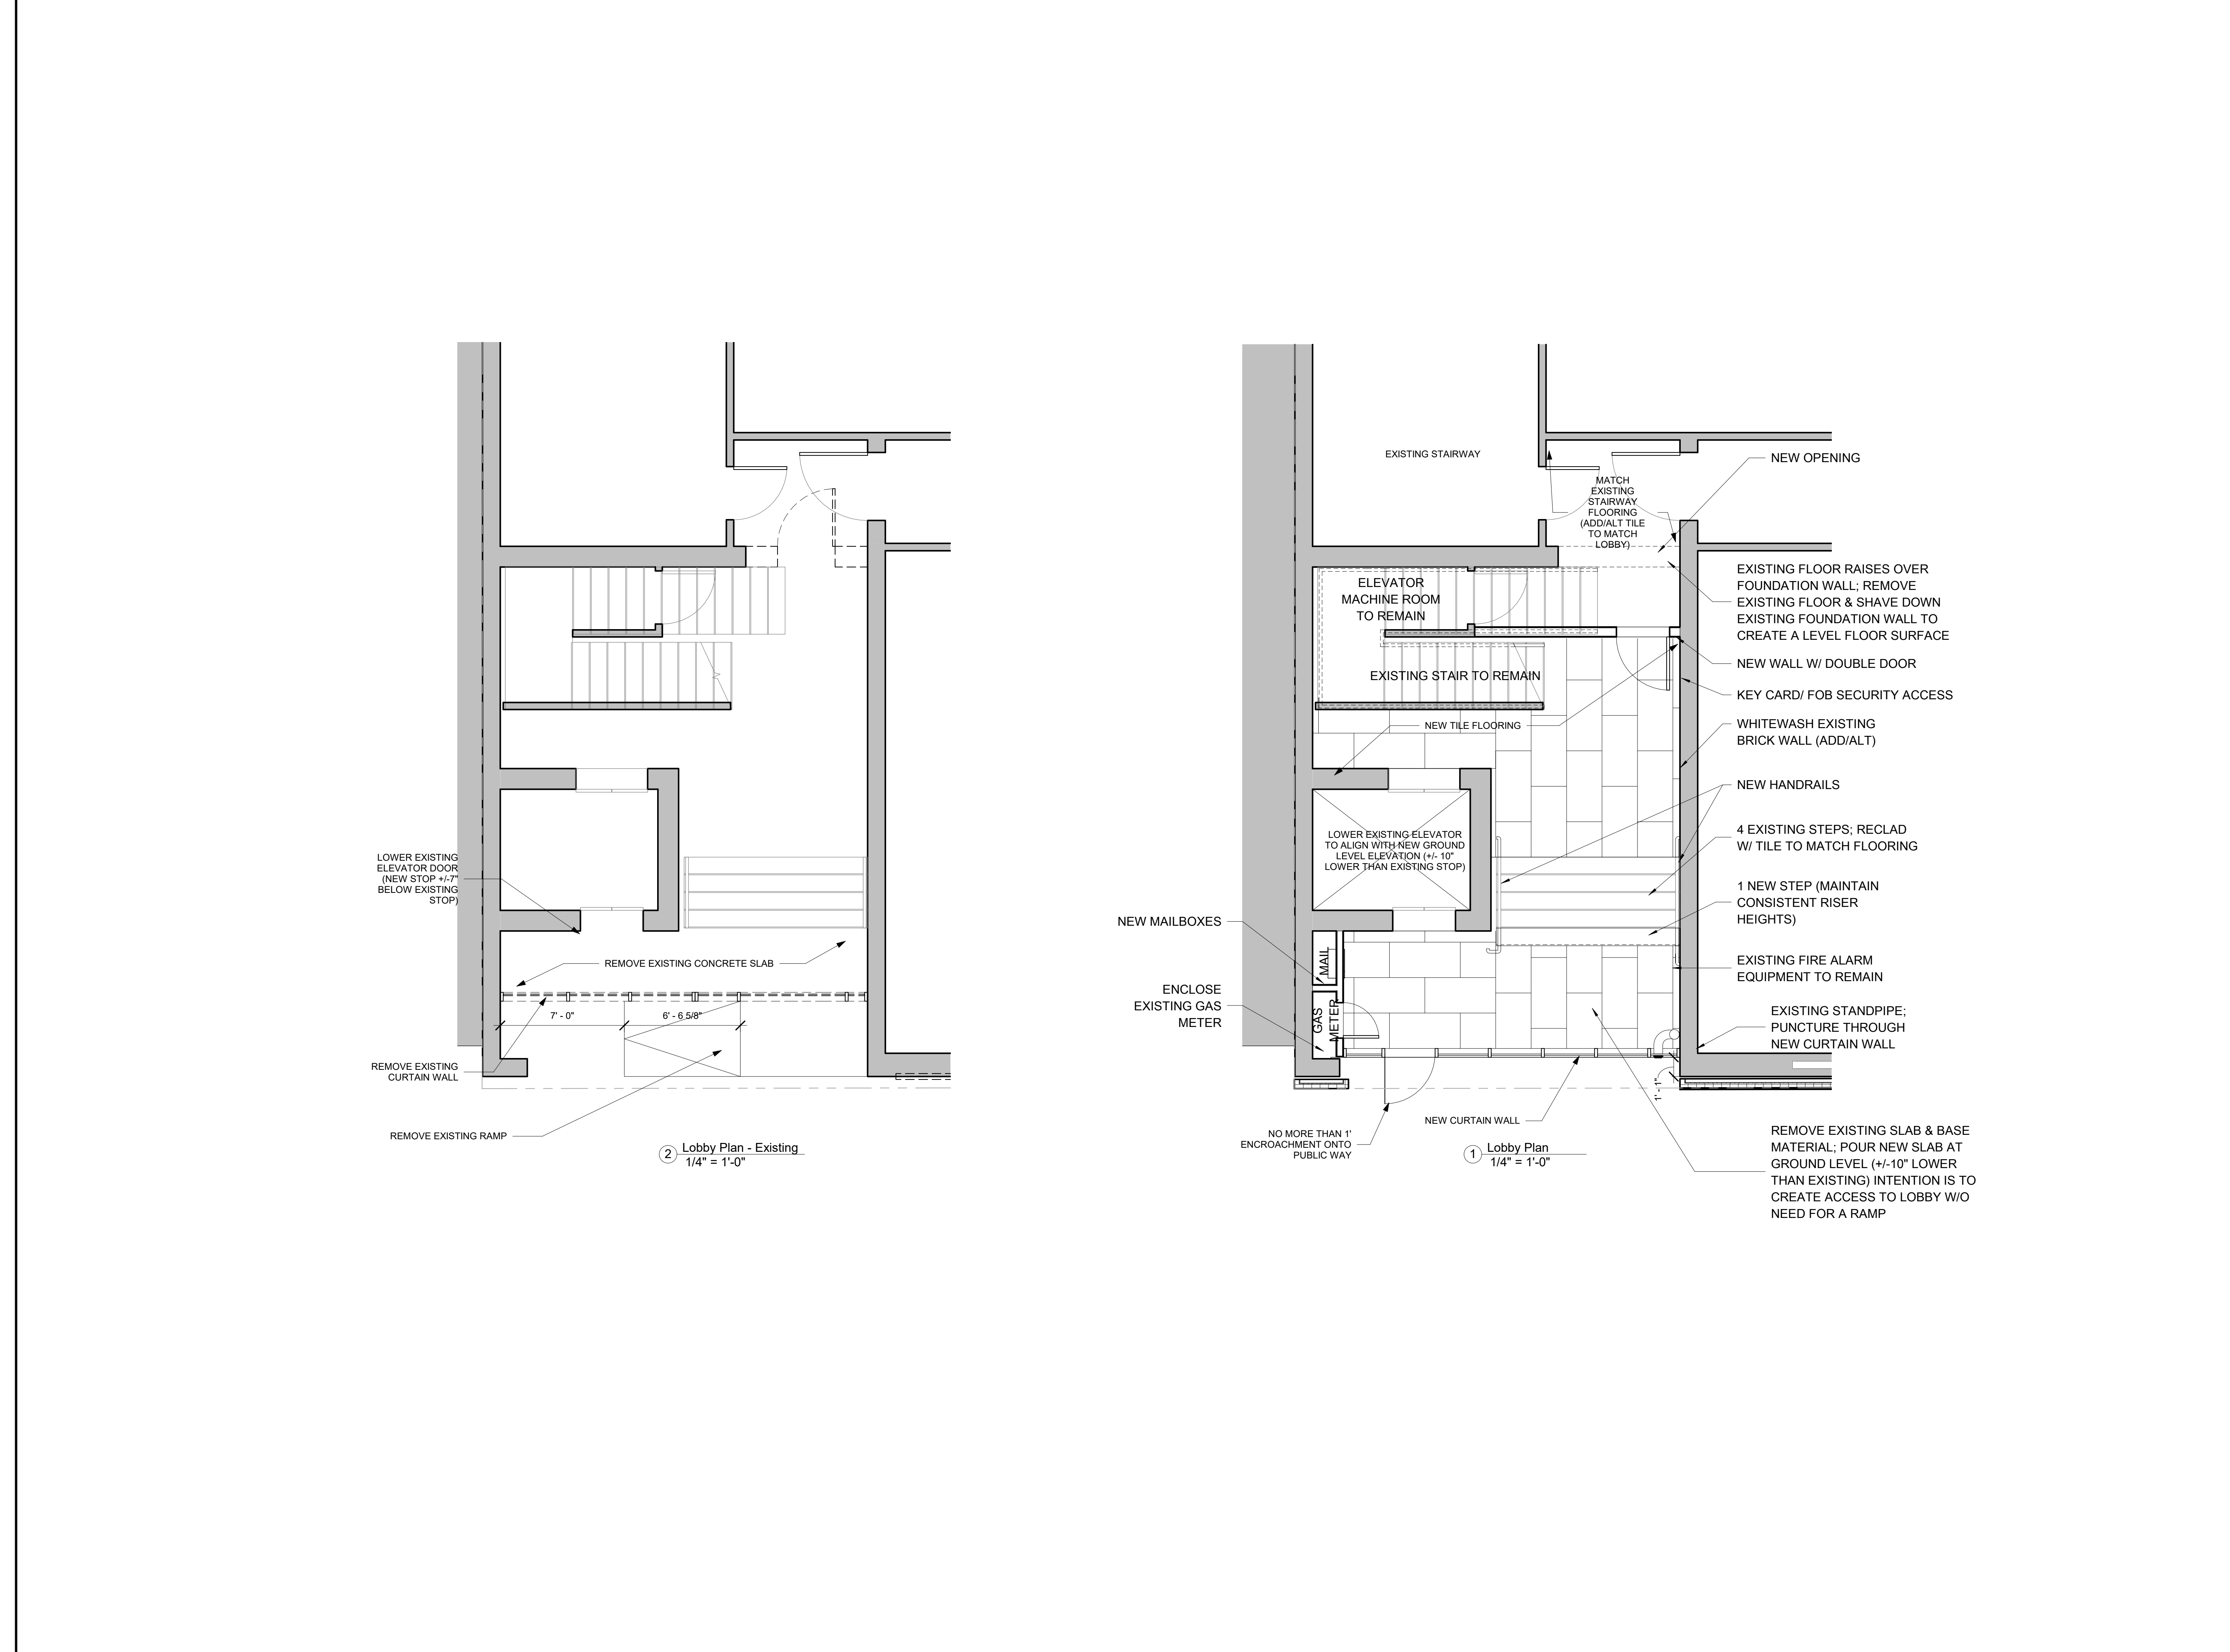 LOWER EXISTING
ELEVATOR DOOR
(NEW STOP +/-7"
BELOW EXISTING
STOP)
REMOVE EXISTING CONCRETE SLAB
7' - 0"
6' - 6 5/8"
REMOVE EXISTING
CURTAIN WALL
REMOVE EXISTING RAMP
2
Lobby Plan - Existing
1/4" = 1'-0"
EXISTING STAIRWAY
MATCH
EXISTING
STAIRWAY
FLOORING
(ADD/ALT TILE
TO MATCH
LOBBY)
ELEVATOR
MACHINE ROOM
TO REMAIN
EXISTING STAIR TO REMAIN
NEW TILE FLOORING
LOWER EXISTING ELEVATOR
TO ALIGN WITH NEW GROUND
LEVEL ELEVATION (+/- 10"
LOWER THAN EXISTING STOP)
NEW MAILBOXES
MAIL
ENCLOSE
EXISTING GAS
METER
GAS
METER
NO MORE THAN 1'
ENCROACHMENT ONTO
PUBLIC WAY
NEW CURTAIN WALL
1' - 1"
1
Lobby Plan
1/4" = 1'-0"
NEW OPENING
EXISTING FLOOR RAISES OVER
FOUNDATION WALL; REMOVE
EXISTING FLOOR & SHAVE DOWN
EXISTING FOUNDATION WALL TO
CREATE A LEVEL FLOOR SURFACE
NEW WALL W/ DOUBLE DOOR
KEY CARD/ FOB SECURITY ACCESS
WHITEWASH EXISTING
BRICK WALL (ADD/ALT)
NEW HANDRAILS
4 EXISTING STEPS; RECLAD
W/ TILE TO MATCH FLOORING
1 NEW STEP (MAINTAIN
CONSISTENT RISER
HEIGHTS)
EXISTING FIRE ALARM
EQUIPMENT TO REMAIN
EXISTING STANDPIPE;
PUNCTURE THROUGH
NEW CURTAIN WALL
REMOVE EXISTING SLAB & BASE
MATERIAL; POUR NEW SLAB AT
GROUND LEVEL (+/-10" LOWER
THAN EXISTING) INTENTION IS TO
CREATE ACCESS TO LOBBY W/O
NEED FOR A RAMP